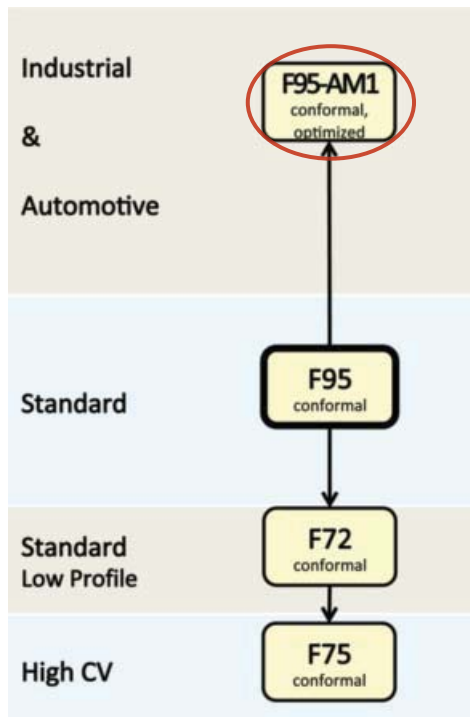 Industrial
&
Automotive
F95-AM1
conformal,
optimized
Standard
F95
conformal
Standard
Low Profile
F72
conformal
High CV
F75
conformal